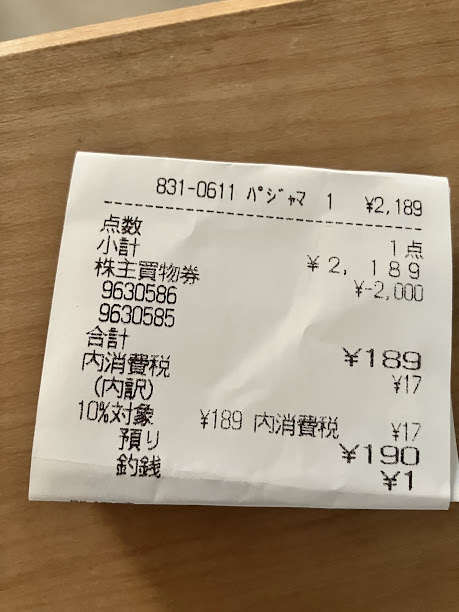 831-0611 ﾊﾟｼﾞｬﾏ 1 ¥2,189
点数 1点
小計 ¥2,189
株主買物券 ¥-2,000
9630586
9630585
合計 ¥189
内消費税 ¥17
(内訳)
10%対象 ¥189 内消費税 ¥17
預り ¥190
釣銭 ¥1